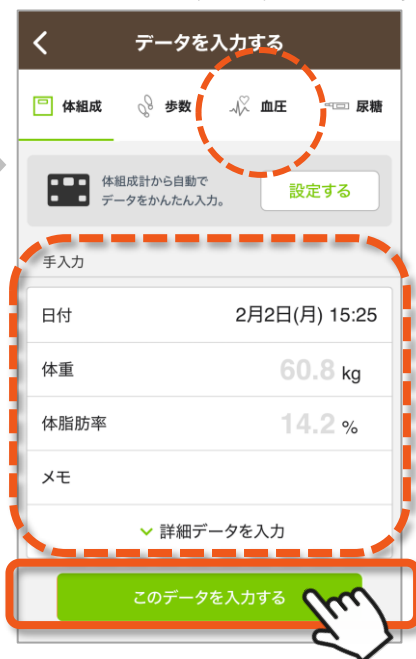 データを入力する
体組成 歩数 血圧 尿糖
体組成計から自動で
データをかんたん入力。
設定する
手入力
日付 2月2日(月) 15:25
体重 60.8 kg
体脂肪率 14.2 %
メモ
詳細データを入力
このデータを入力する